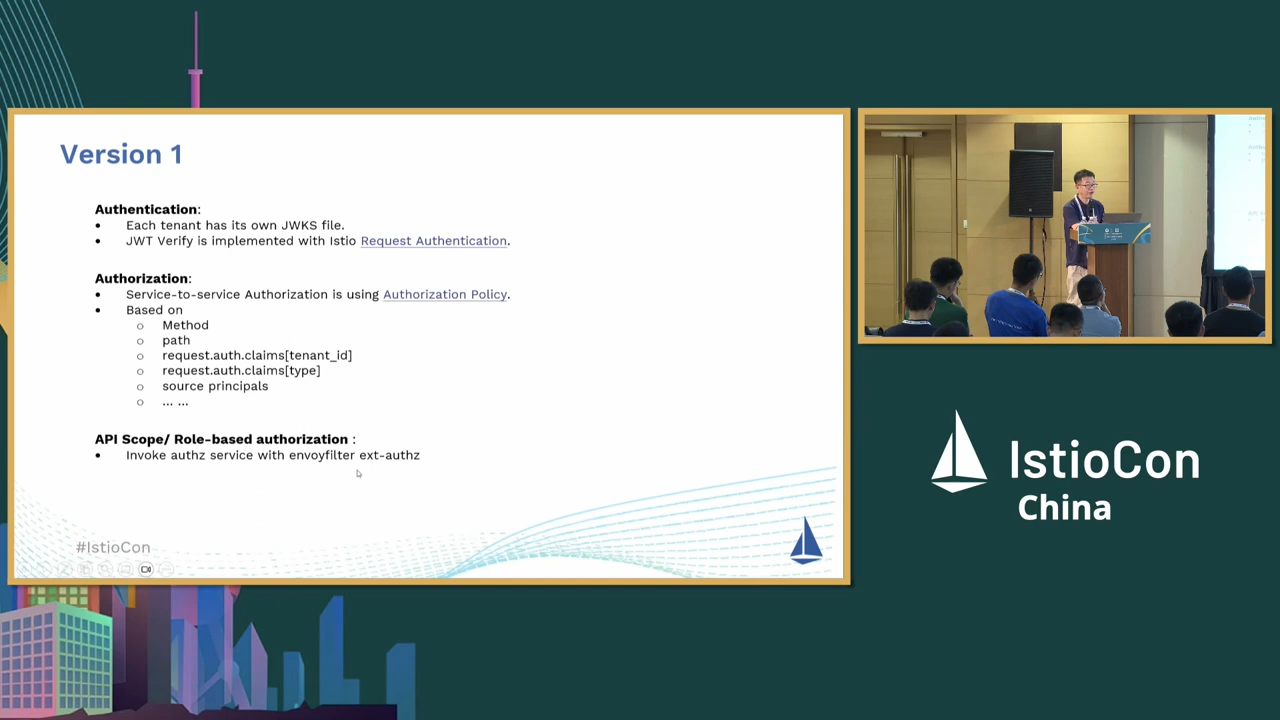 Version 1
Authentication:
• Each tenant has its own JWKS file.
• JWT Verify is implemented with Istio Request Authentication.
Authorization:
• Service-to-service Authorization is using Authorization Policy.
• Based on
o Method
o path
o request.auth.claims[tenant_id]
o request.auth.claims[type]
o source principals
o ... ...
API Scope/ Role-based authorization :
• Invoke authz service with envoyfilter ext-authz
#IstioCon
IstioCon
China